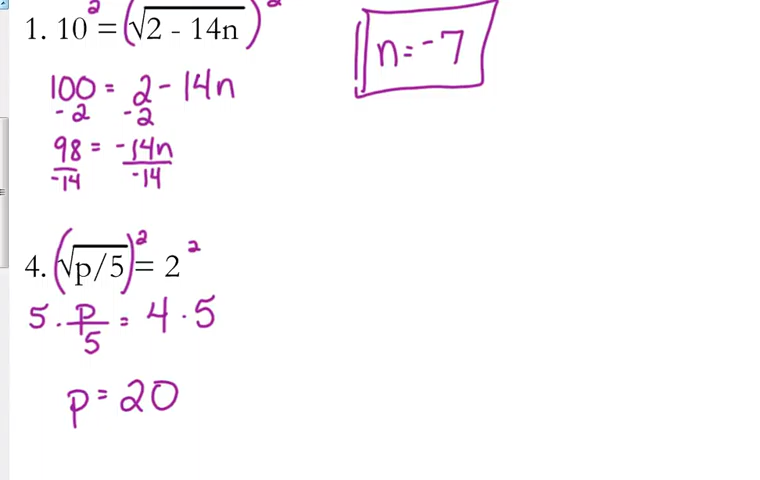 1. 10² = (√2 - 14n)²
n = -7
100 = 2 - 14n
-2 -2
98 = -14n
-14 -14
4. (√p/5)² = 2²
5 · p/5 = 4 · 5
p = 20